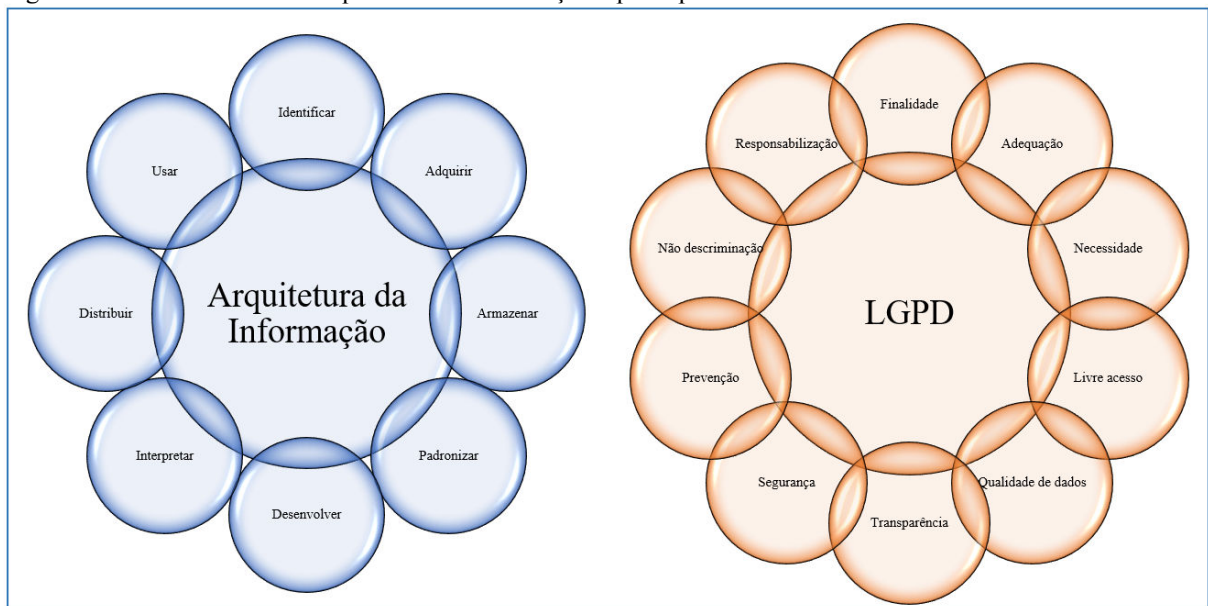 Identificar
Adquirir
Armazenar
Padronizar
Desenvolver
Interpretar
Distribuir
Usar
Arquitetura da
Informação
Finalidade
Adequação
Necessidade
Livre acesso
Qualidade de dados
Transparência
Segurança
Prevenção
Não descriminação
Responsabilização
LGPD